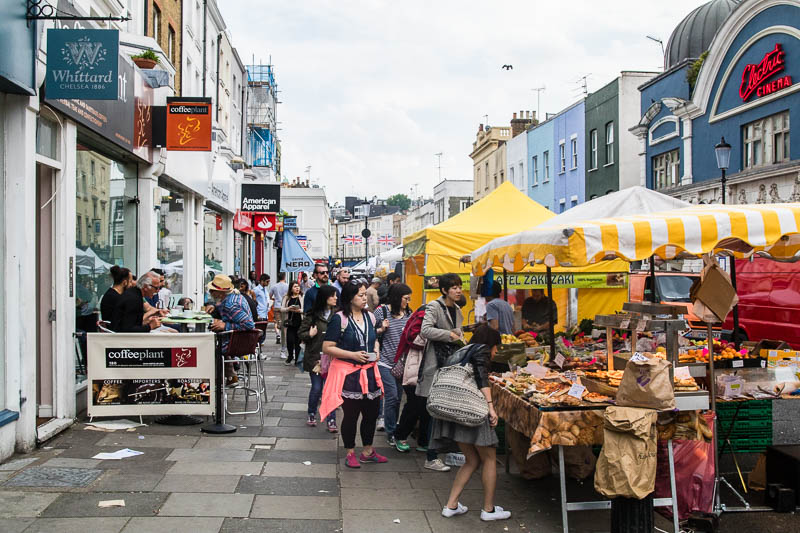 Whittard
CHELSEA 1886
coffeeplant
American
Apparel
NERO
Electric
CINEMA
ZAKI ZAKI
coffeeplant
COFFEE IMPORTERS ROASTERS